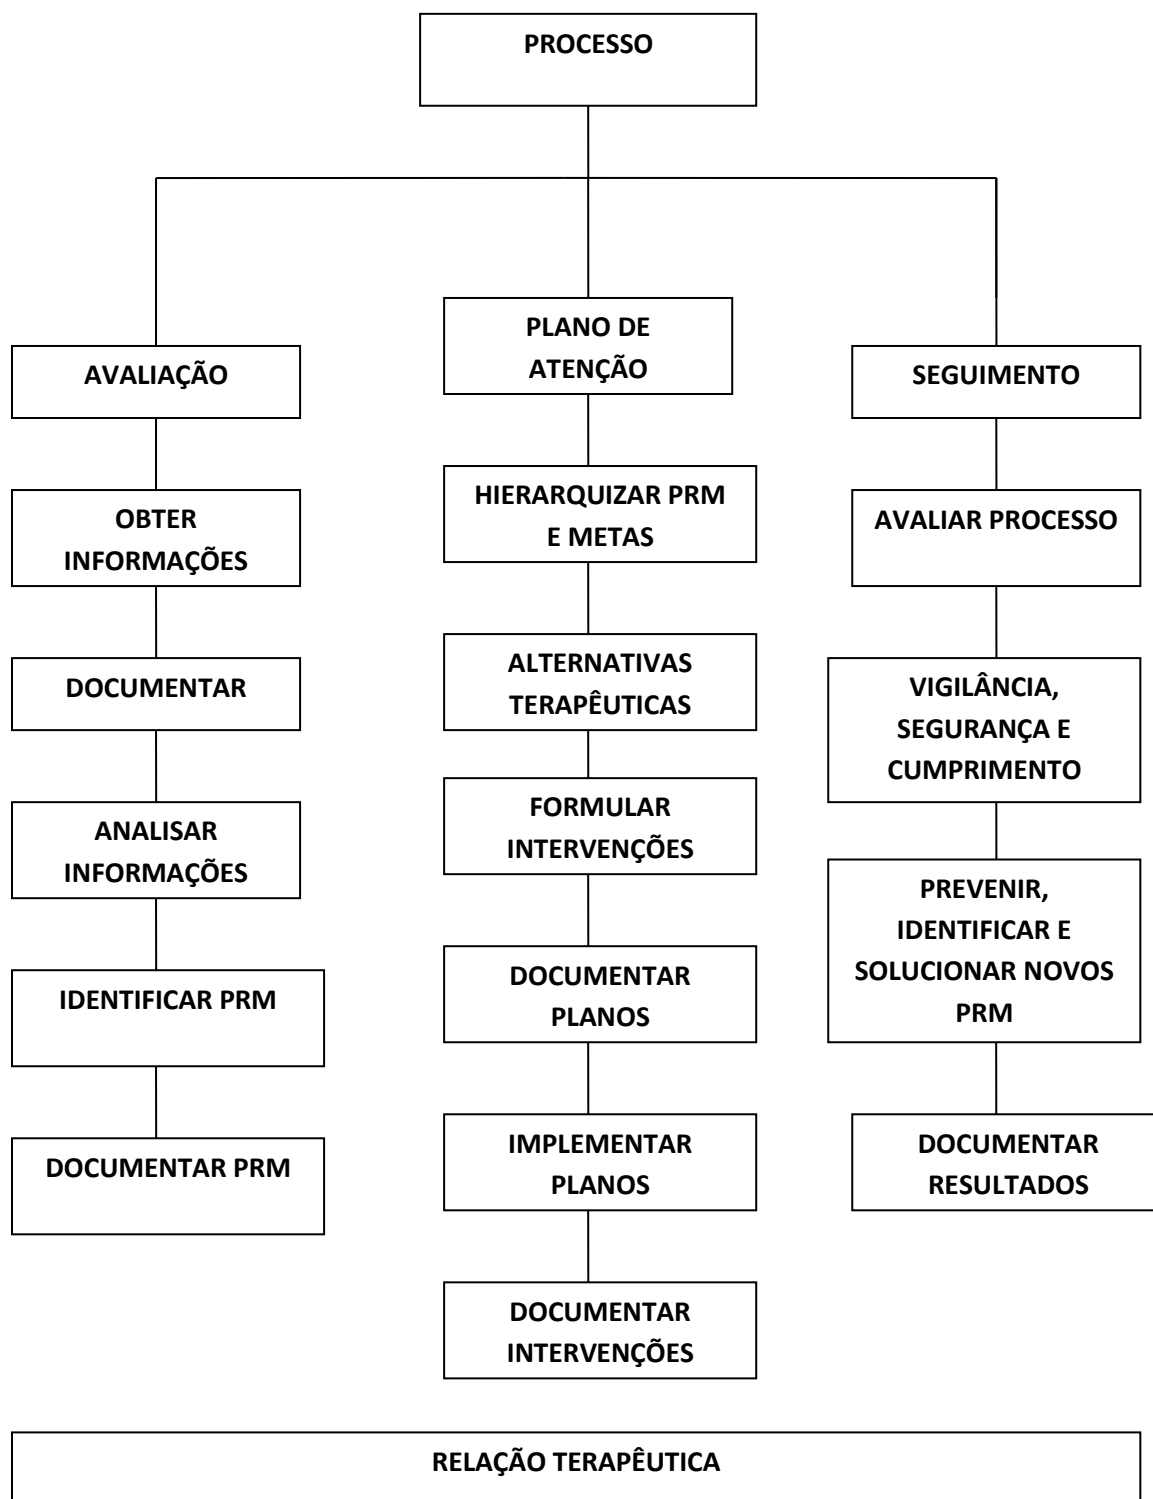 PROCESSO
AVALIAÇÃO
OBTER
INFORMAÇÕES
DOCUMENTAR
ANALISAR
INFORMAÇÕES
IDENTIFICAR PRM
DOCUMENTAR PRM
PLANO DE
ATENÇÃO
HIERARQUIZAR PRM
E METAS
ALTERNATIVAS
TERAPÊUTICAS
FORMULAR
INTERVENÇÕES
DOCUMENTAR
PLANOS
IMPLEMENTAR
PLANOS
DOCUMENTAR
INTERVENÇÕES
SEGUIMENTO
AVALIAR PROCESSO
VIGILÂNCIA,
SEGURANÇA E
CUMPRIMENTO
PREVENIR,
IDENTIFICAR E
SOLUCIONAR NOVOS
PRM
DOCUMENTAR
RESULTADOS
RELAÇÃO TERAPÊUTICA